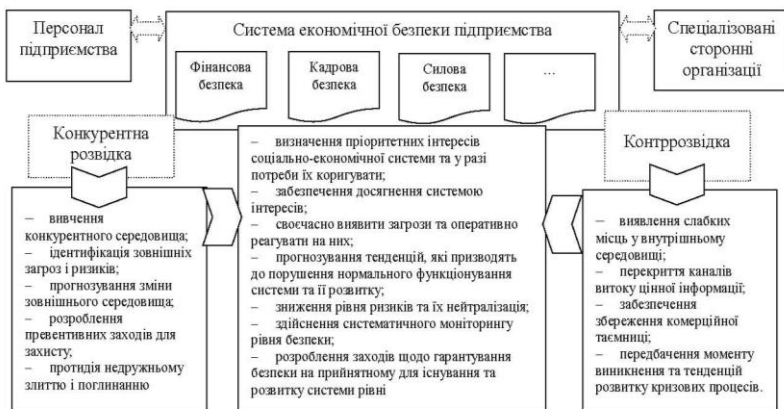 Персонал
підприємства
Система економічної безпеки підприємства
Спеціалізовані
сторонні
організації
Фінансова
безпека
Кадрова
безпека
Силова
безпека
...
Конкурентна
розвідка
– вивчення
конкурентного середовища;
– ідентифікація зовнішніх
загроз і ризиків;
– прогнозування зміни
зовнішнього середовища;
– розроблення
превентивних заходів для
захисту;
– протидія недружньому
злиттю і поглинанню
– визначення пріоритетних інтересів
соціально-економічної системи та у разі
потреби їх коригувати;
– забезпечення досягнення системою
інтересів;
– своєчасно виявити загрози та оперативно
реагувати на них;
– прогнозування тенденцій, які призводять
до порушення нормального функціонування
системи та її розвитку;
– зниження рівня ризиків та їх нейтралізація;
– здійснення систематичного моніторингу
рівня безпеки;
– розроблення заходів щодо гарантування
безпеки на прийнятному для існування та
розвитку системи рівні
Контррозвідка
– виявлення слабких
місць у внутрішньому
середовищі;
– перекриття каналів
витоку цінної інформації;
– забезпечення
збереження комерційної
таємниці;
– передбачення моменту
виникнення та тенденцій
розвитку кризових процесів.